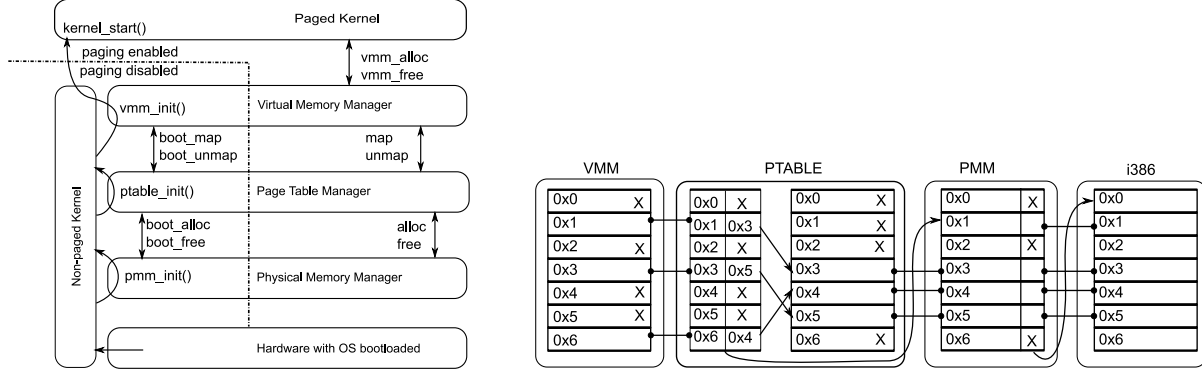 Paged Kernel
kernel_start()
paging enabled
paging disabled
vmm_alloc
vmm_free
vmm_init()
Virtual Memory Manager
boot_map
boot_unmap
map
unmap
ptable_init()
Page Table Manager
boot_alloc
boot_free
alloc
free
pmm_init()
Physical Memory Manager
Non-paged Kernel
Hardware with OS bootloaded
VMM PTABLE PMM i386
0x0 X 0x0 X 0x0 X 0x0 X 0x0
0x1 0x1 0x3 0x1 X 0x1 0x1
0x2 X 0x2 X 0x2 X 0x2 X 0x2
0x3 0x3 0x5 0x3 0x3 0x3
0x4 X 0x4 X 0x4 0x4 0x4
0x5 X 0x5 X 0x5 0x5 0x5
0x6 0x6 0x4 0x6 X 0x6 X 0x6